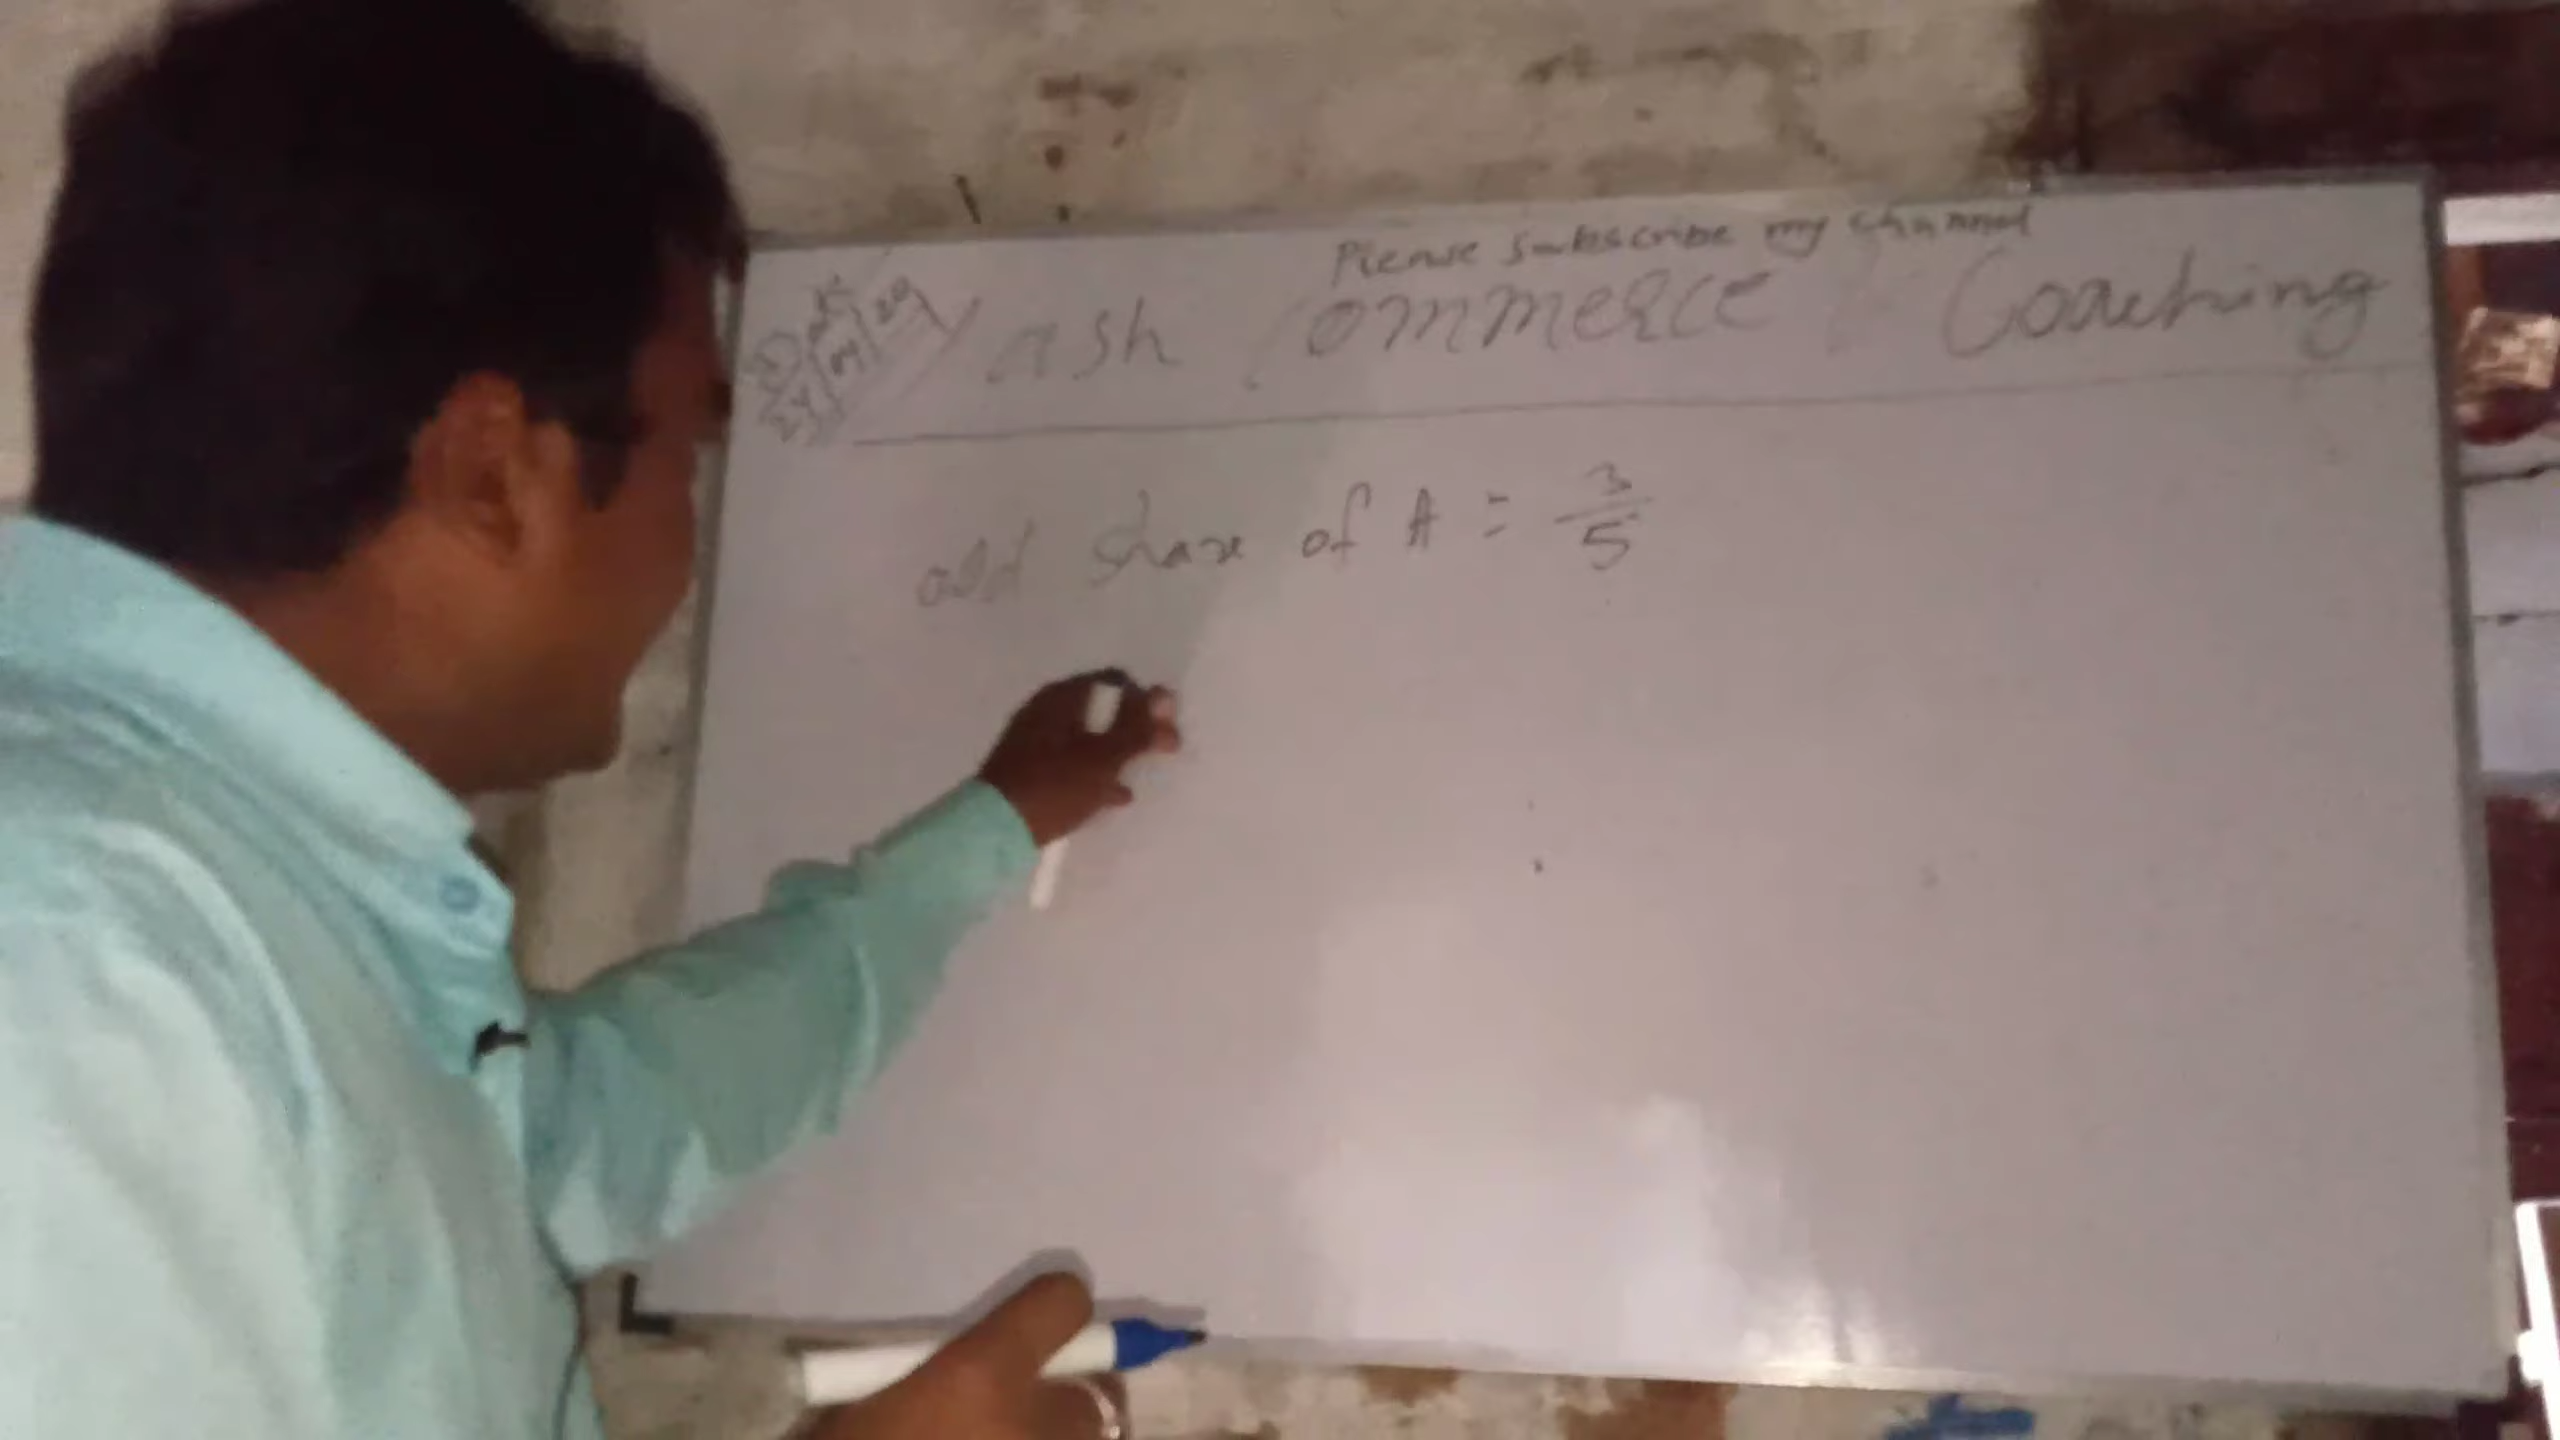 Please subscribe my channel
Yash Commerce Coaching
old share of A = 3/5